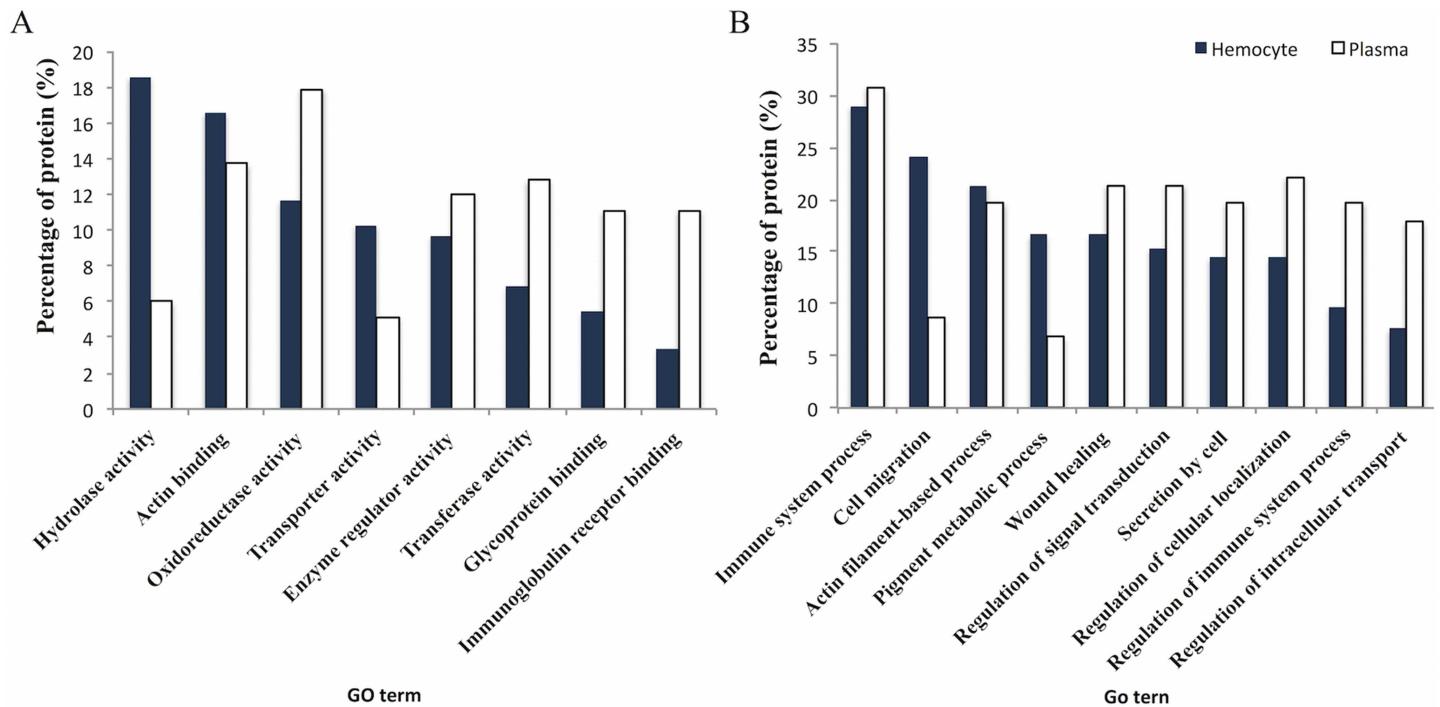 A
Percentage of protein (%)
20
18
16
14
12
10
8
6
4
2
0
Hydrolase activity
Actin binding
Oxidoreductase activity
Transporter activity
Enzyme regulator activity
Transferase activity
Glycoprotein binding
Immunoglobulin receptor binding
GO term
B
Hemocyte
Plasma
Percentage of protein (%)
35
30
25
20
15
10
5
0
Immune system process
Cell migration
Actin filament-based process
Pigment metabolic process
Wound healing
Regulation of signal transduction
Secretion by cell
Regulation of cellular localization
Regulation of immune system process
Regulation of intracellular transport
Go tern